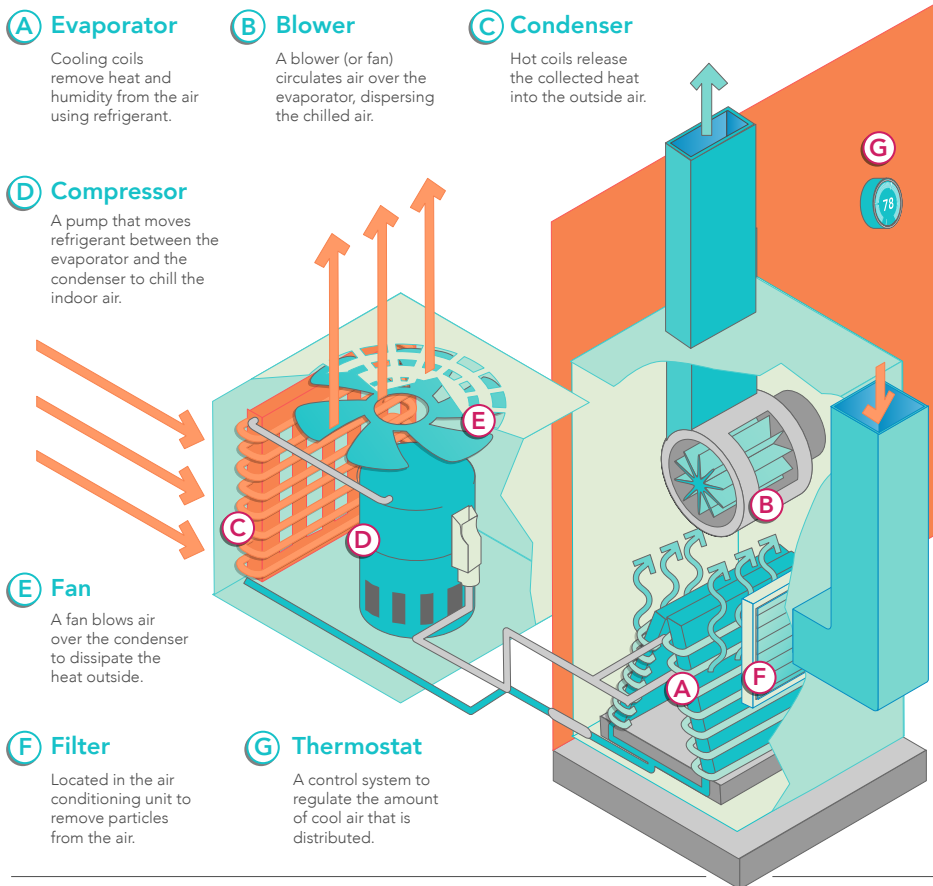 A Evaporator
Cooling coils
remove heat and
humidity from the air
using refrigerant.
B Blower
A blower (or fan)
circulates air over the
evaporator, dispersing
the chilled air.
C Condenser
Hot coils release
the collected heat
into the outside air.
D Compressor
A pump that moves
refrigerant between the
evaporator and the
condenser to chill the
indoor air.
G
78
E
B
C
D
E Fan
A fan blows air
over the condenser
to dissipate the
heat outside.
A
F
F Filter
Located in the air
conditioning unit to
remove particles
from the air.
G Thermostat
A control system to
regulate the amount
of cool air that is
distributed.